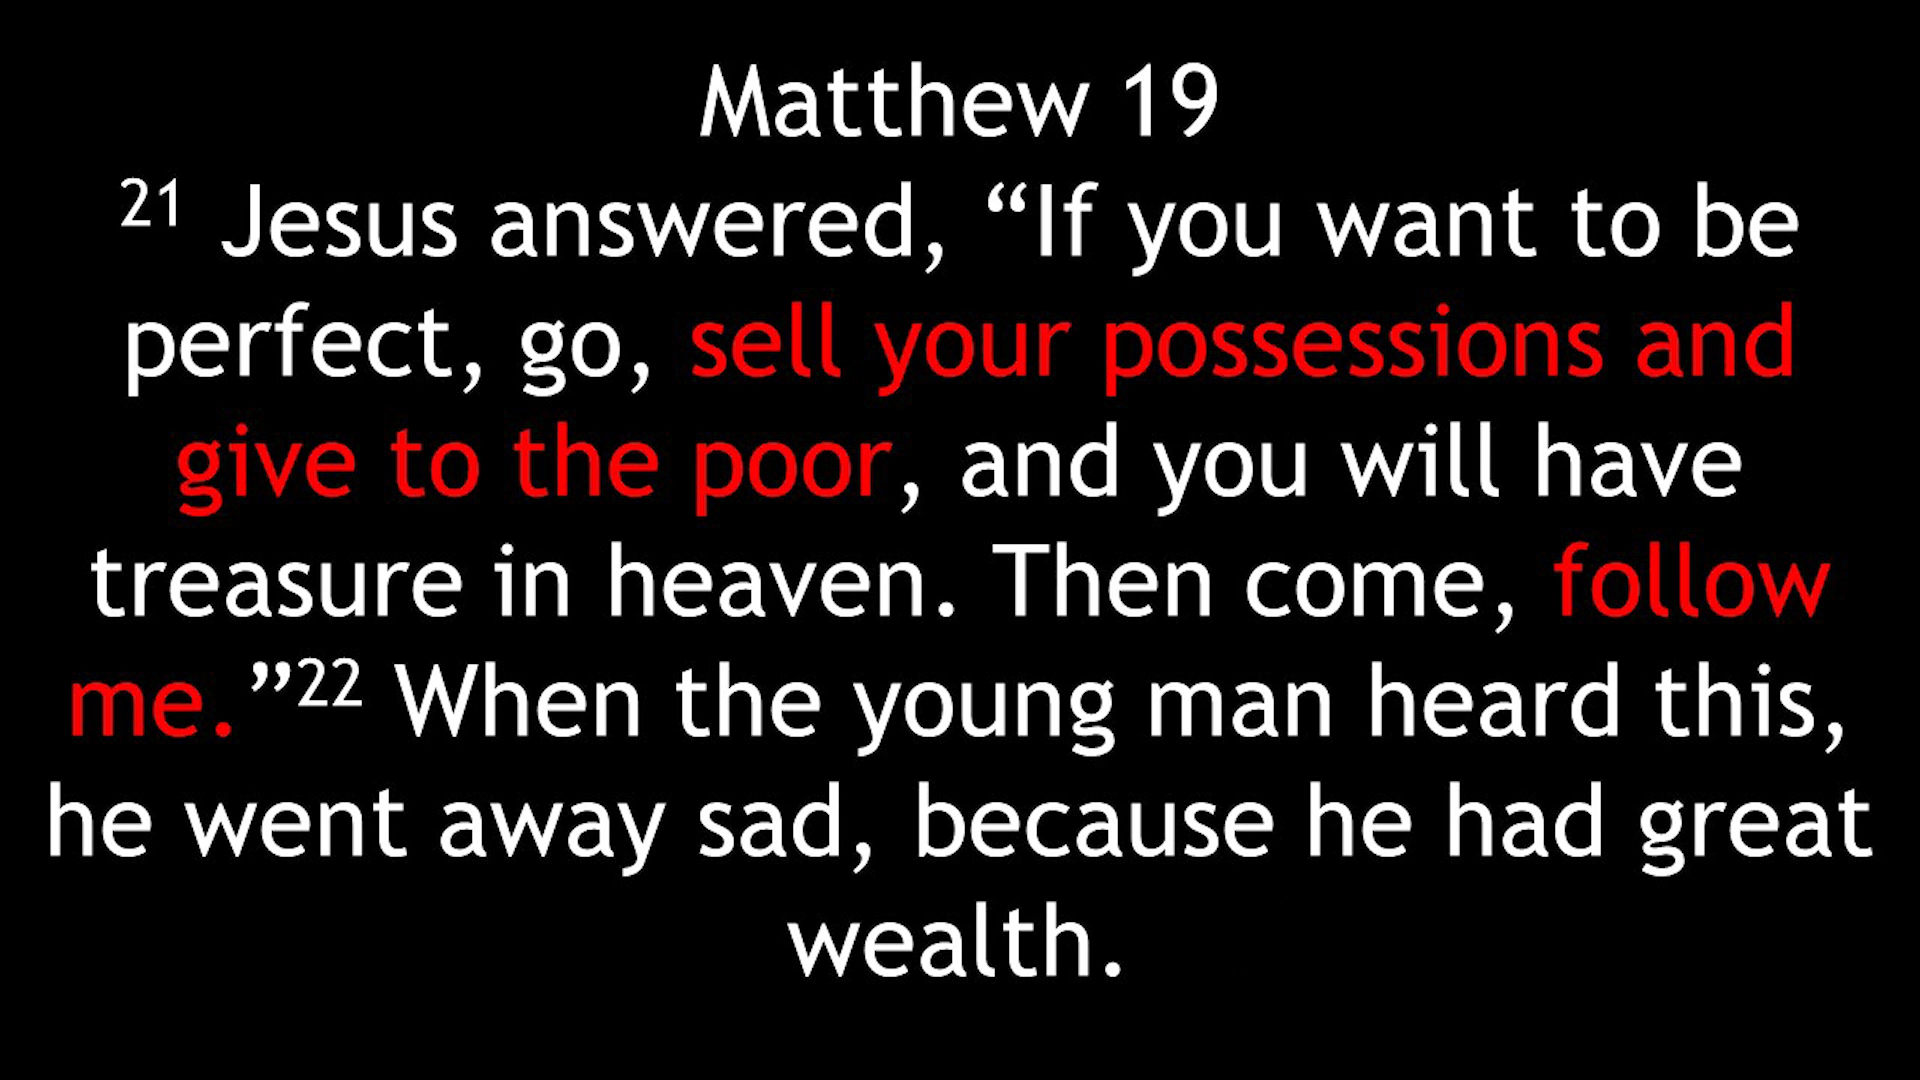 Matthew 19
21 Jesus answered, “If you want to be
perfect, go, sell your possessions and
give to the poor, and you will have
treasure in heaven. Then come, follow
me.”22 When the young man heard this,
he went away sad, because he had great
wealth.